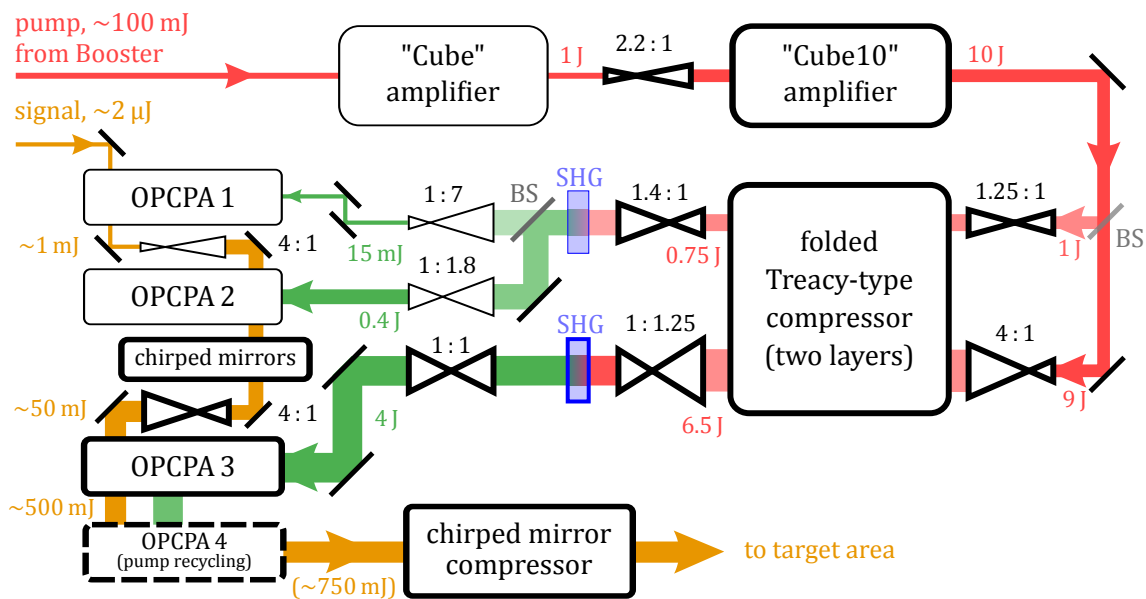 pump, ~100 mJ
from Booster
"Cube"
amplifier
1 J
2.2 : 1
"Cube10"
amplifier
10 J
signal, ~2 µJ
OPCPA 1
1 : 7
BS
SHG
1.4 : 1
1.25 : 1
BS
~1 mJ
4 : 1
15 mJ
0.75 J
1 J
folded
Treacy-type
compressor
(two layers)
OPCPA 2
1 : 1.8
0.4 J
chirped mirrors
1 : 1
SHG
1 : 1.25
4 : 1
~50 mJ
4 : 1
4 J
6.5 J
9 J
OPCPA 3
~500 mJ
OPCPA 4
(pump recycling)
(~750 mJ)
chirped mirror
compressor
to target area